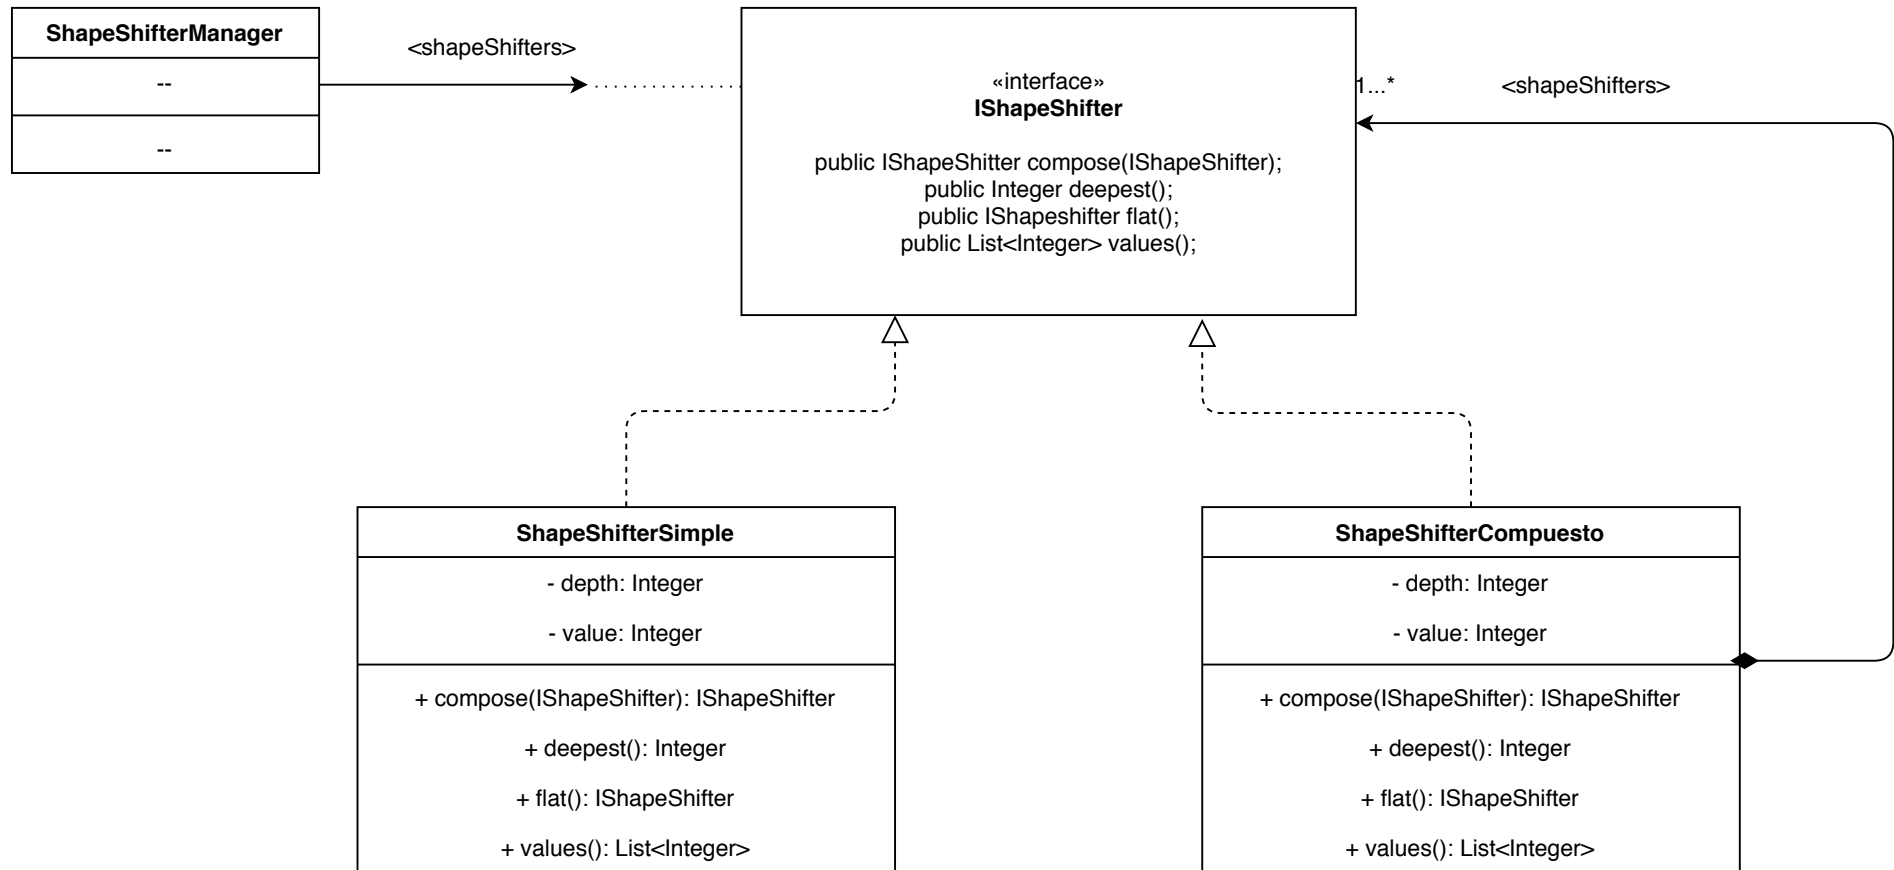 ShapeShifterManager
--
--
<shapeShifters>
«interface»
IShapeShifter
public IShapeShitter compose(IShapeShifter);
public Integer deepest();
public IShapeshifter flat();
public List<Integer> values();
1...*
<shapeShifters>
ShapeShifterSimple
- depth: Integer
- value: Integer
+ compose(IShapeShifter): IShapeShifter
+ deepest(): Integer
+ flat(): IShapeShifter
+ values(): List<Integer>
ShapeShifterCompuesto
- depth: Integer
- value: Integer
+ compose(IShapeShifter): IShapeShifter
+ deepest(): Integer
+ flat(): IShapeShifter
+ values(): List<Integer>